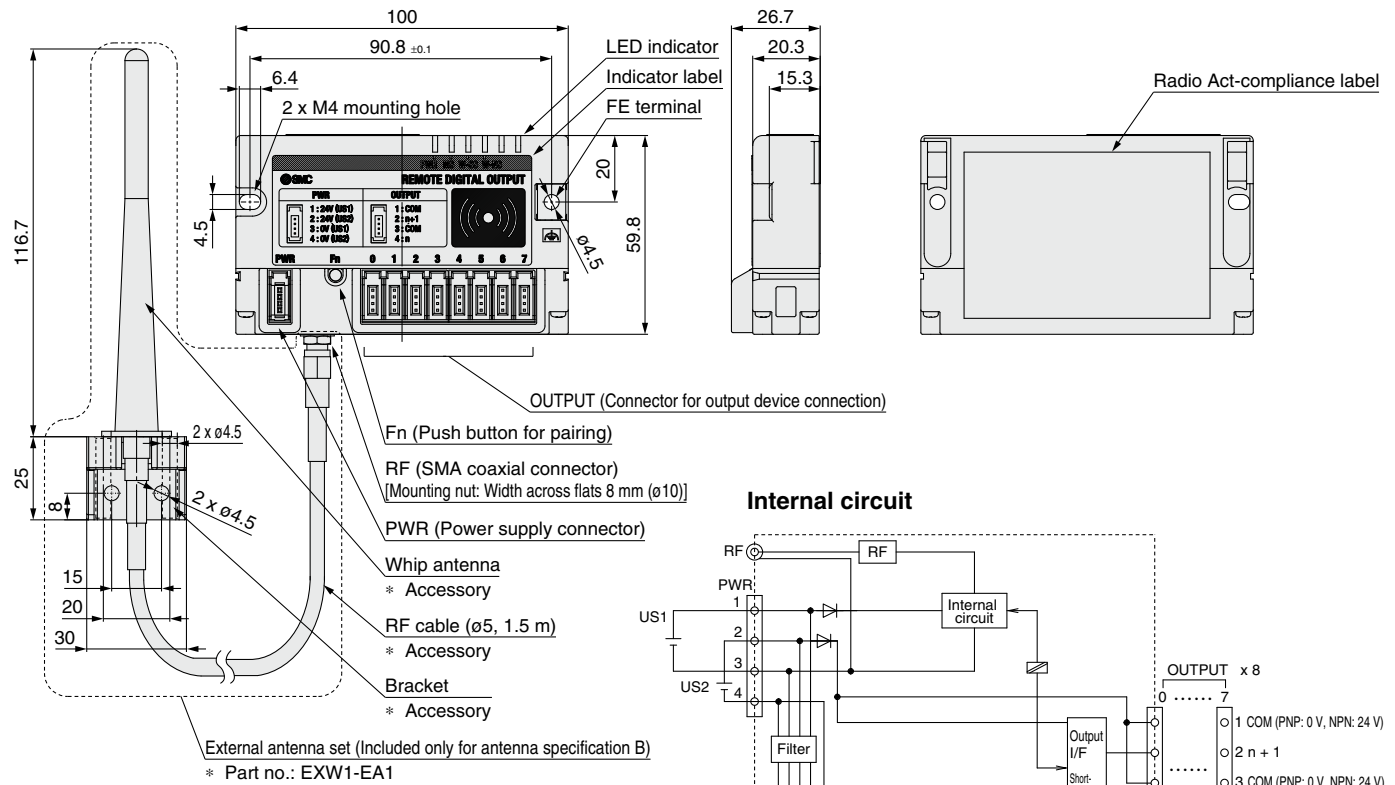 100
90.8 ±0.1
6.4
2 x M4 mounting hole
LED indicator
Indicator label
FE terminal
26.7
20.3
15.3
Radio Act-compliance label
116.7
4.5
20
59.8
ø4.5
SMC
REMOTE DIGITAL OUTPUT
PWR
OUTPUT
1 : 24V (US1)
2 : 24V (US2)
3 : 0V (US1)
4 : 0V (US2)
1 : COM
2 : n+1
3 : COM
4 : n
PWR
Fn
0 1 2 3 4 5 6 7
OUTPUT (Connector for output device connection)
2 x ø4.5
Fn (Push button for pairing)
RF (SMA coaxial connector)
[Mounting nut: Width across flats 8 mm (ø10)]
25
8
2 x ø4.5
PWR (Power supply connector)
Whip antenna
∗ Accessory
15
20
30
RF cable (ø5, 1.5 m)
∗ Accessory
Bracket
∗ Accessory
External antenna set (Included only for antenna specification B)
∗ Part no.: EXW1-EA1
Internal circuit
RF
RF
PWR
US1
1
2
3
US2
4
Internal
circuit
Filter
OUTPUT x 8
0 ...... 7
Output
I/F
Short-
1 COM (PNP: 0 V, NPN: 24 V)
2 n + 1
......
3 COM (PNP: 0 V, NPN: 24 V)